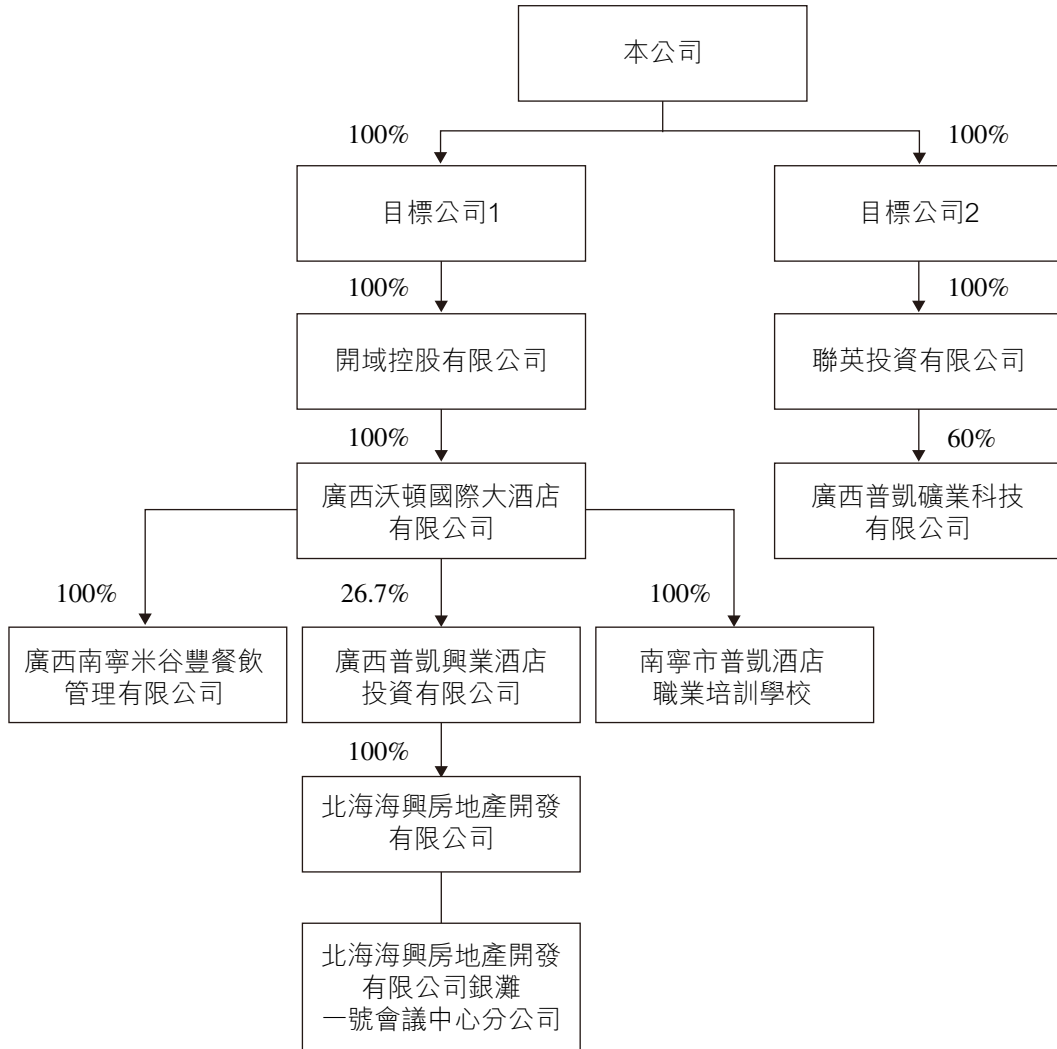 本公司
100%
100%
目標公司1
目標公司2
100%
100%
開域控股有限公司
聯英投資有限公司
100%
60%
廣西沃頓國際大酒店
有限公司
廣西普凱礦業科技
有限公司
100%
26.7%
100%
廣西南寧米谷豐餐飲
管理有限公司
廣西普凱興業酒店
投資有限公司
南寧市普凱酒店
職業培訓學校
100%
北海海興房地產開發
有限公司
北海海興房地產開發
有限公司銀灘
一號會議中心分公司